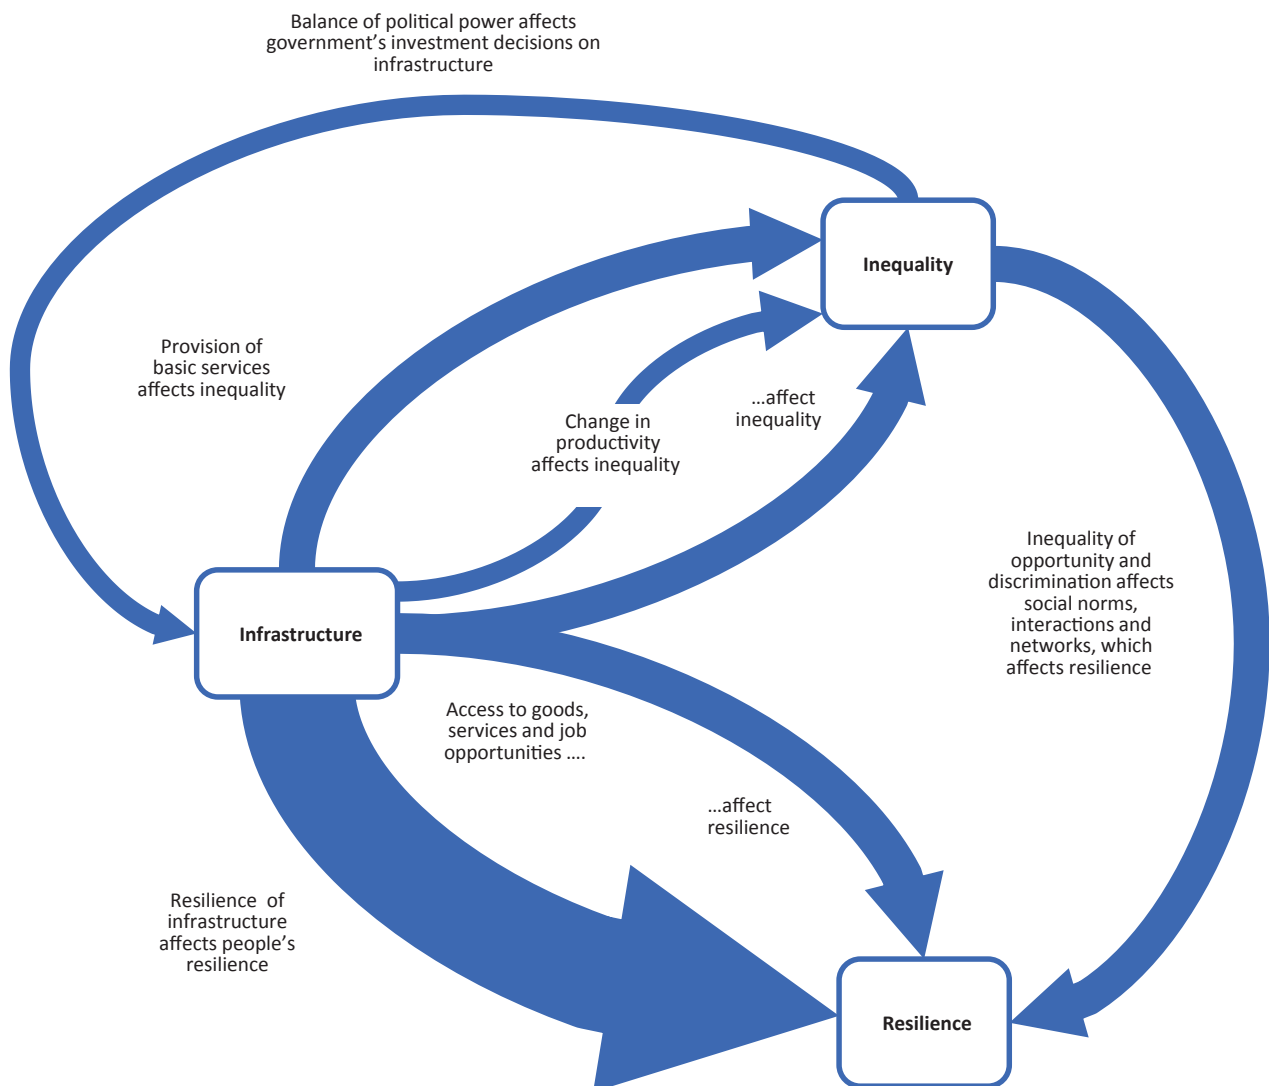 Balance of political power affects
government’s investment decisions on
infrastructure
Inequality
Provision of
basic services
affects inequality
…affect
inequality
Change in
productivity
affects inequality
Inequality of
opportunity and
discrimination affects
social norms,
interactions and
networks, which
affects resilience
Infrastructure
Access to goods,
services and job
opportunities ….
…affect
resilience
Resilience of
infrastructure
affects people’s
resilience
Resilience